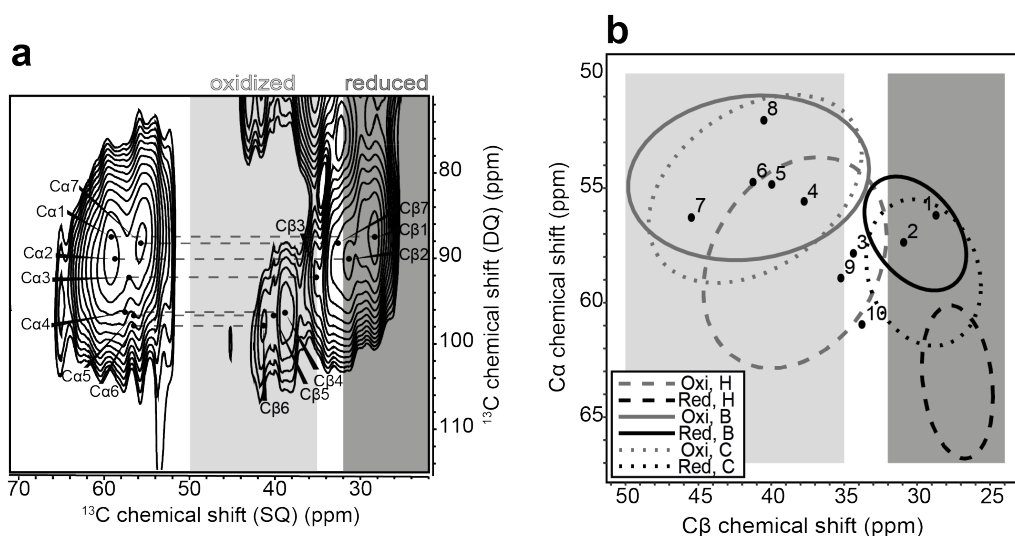 a
oxidized reduced
Cα7
Cα1
Cα2
Cα3
Cα4
Cα5
Cα6
Cβ3
Cβ7
Cβ1
Cβ2
Cβ4
Cβ5
Cβ6
80
90
100
110
¹³C chemical shift (DQ) (ppm)
70 60 50 40 30
¹³C chemical shift (SQ) (ppm)
b
50
55
60
65
Cα chemical shift (ppm)
8
6 5
4
7
1
2
3
9
10
Oxi, H
Red, H
Oxi, B
Red, B
Oxi, C
Red, C
50 45 40 35 30 25
Cβ chemical shift (ppm)